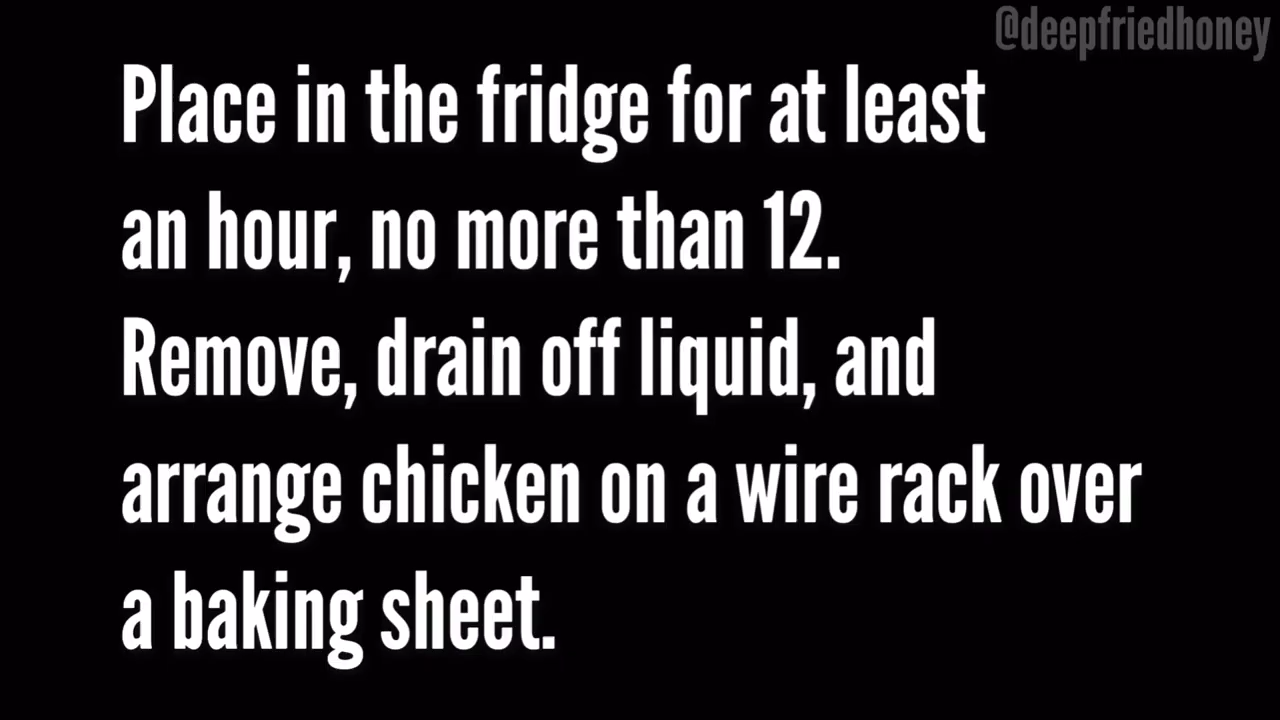 @deepfriedhoney
Place in the fridge for at least
an hour, no more than 12.
Remove, drain off liquid, and
arrange chicken on a wire rack over
a baking sheet.